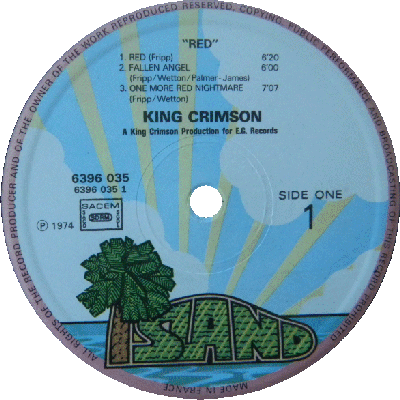 ALL RIGHTS OF THE RECORD PRODUCER AND OF THE OWNER OF THE WORK REPRODUCED RESERVED. COPYING, PUBLIC PERFORMANCE AND BROADCASTING OF THIS RECORD PROHIBITED
"RED"
1. RED (Fripp) 6'20
2. FALLEN ANGEL 6'00
(Fripp/Wetton/Palmer-James)
3. ONE MORE RED NIGHTMARE 7'07
(Fripp/Wetton)
KING CRIMSON
A King Crimson Production for E.G. Records
6396 035
6396 035 1
SACEM
SDRM
SIDE ONE
1
℗ 1974
ISLAND
MADE IN FRANCE